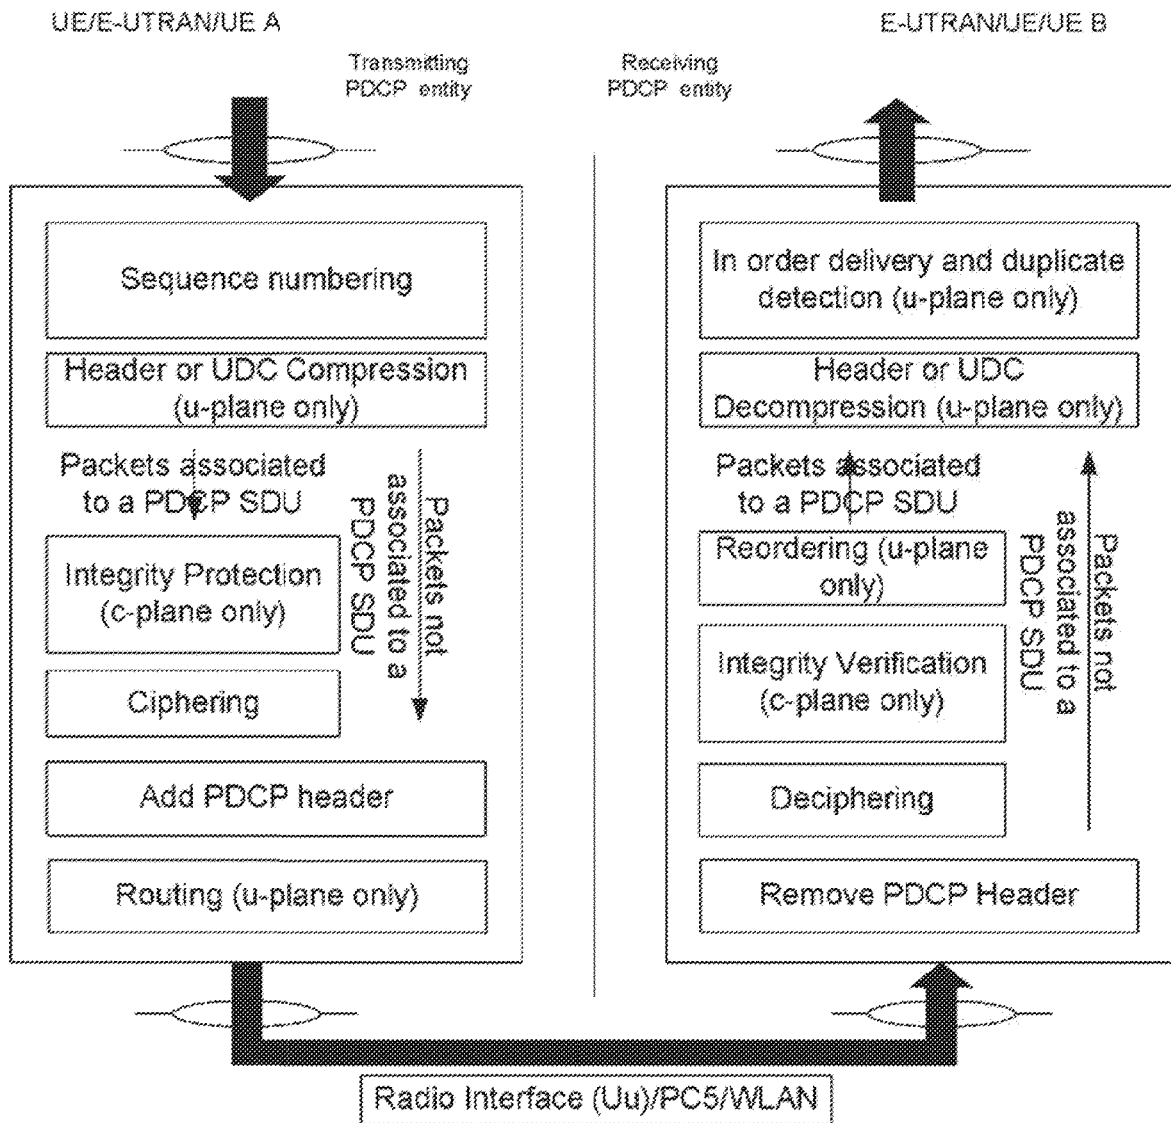 UE/E-UTRAN/UE A
E-UTRAN/UE/UE B
Transmitting
PDCP entity
Receiving
PDCP entity
Sequence numbering
Header or UDC Compression
(u-plane only)
Packets associated
to a PDCP SDU
Packets not
associated to a
PDCP SDU
Integrity Protection
(c-plane only)
Ciphering
Add PDCP header
Routing (u-plane only)
In order delivery and duplicate
detection (u-plane only)
Header or UDC
Decompression (u-plane only)
Packets associated
to a PDCP SDU
Packets not
associated to a
PDCP SDU
Reordering (u-plane
only)
Integrity Verification
(c-plane only)
Deciphering
Remove PDCP Header
Radio Interface (Uu)/PC5/WLAN